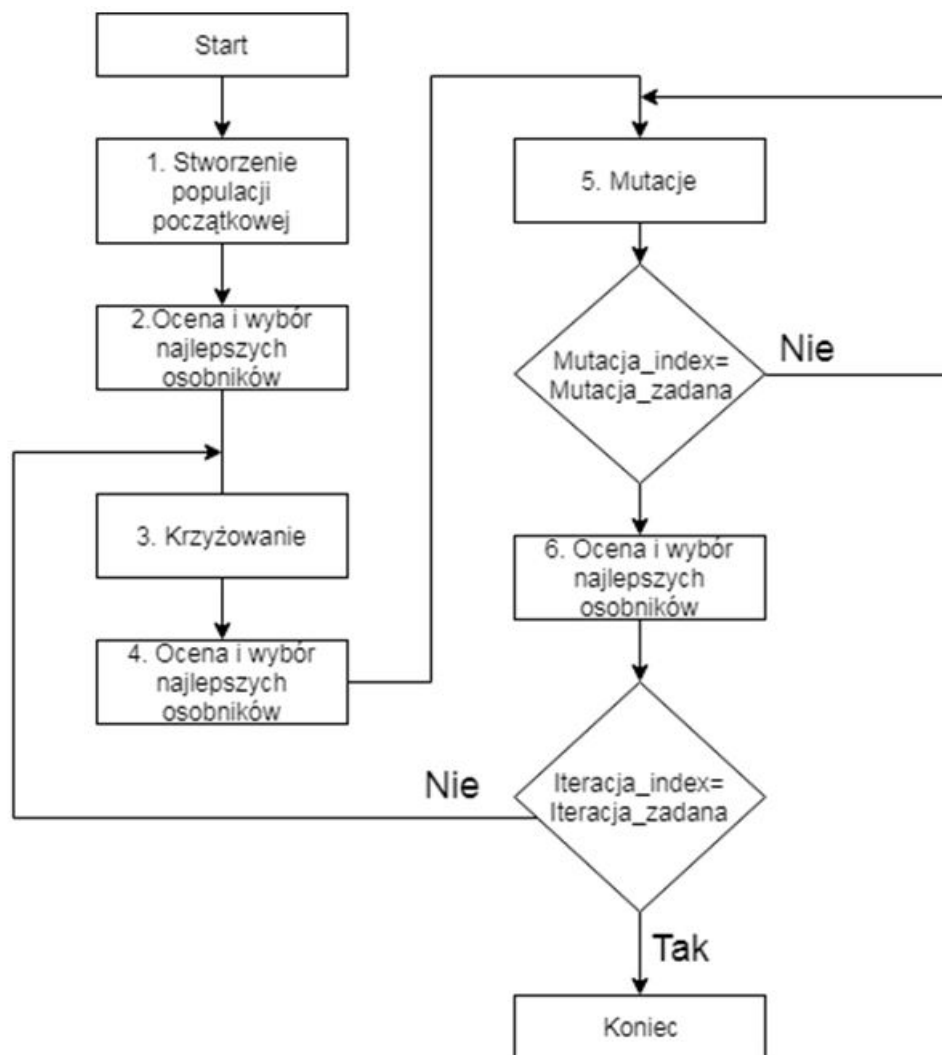 Start
1. Stworzenie
populacji
początkowej
2.Ocena i wybór
najlepszych
osobników
3. Krzyżowanie
4. Ocena i wybór
najlepszych
osobników
5. Mutacje
Mutacja_index=
Mutacja_zadana
Nie
6. Ocena i wybór
najlepszych
osobników
Iteracja_index=
Iteracja_zadana
Nie
Tak
Koniec